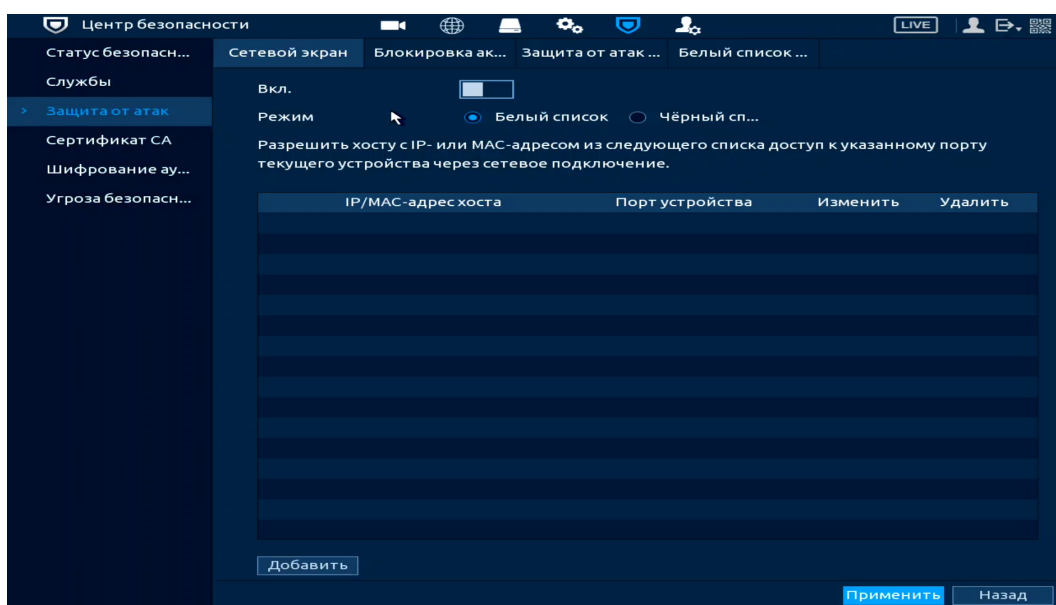 Центр безопасности
LIVE
Статус безопасн...
Службы
Защита от атак
Сертификат CA
Шифрование ау...
Угроза безопасн...
Сетевой экран
Блокировка ак...
Защита от атак ...
Белый список ...
Вкл.
Режим
Белый список
Чёрный сп...
Разрешить хосту с IP- или MAC-адресом из следующего списка доступ к указанному порту
текущего устройства через сетевое подключение.
IP/MAC-адрес хоста
Порт устройства
Изменить
Удалить
Добавить
Применить
Назад